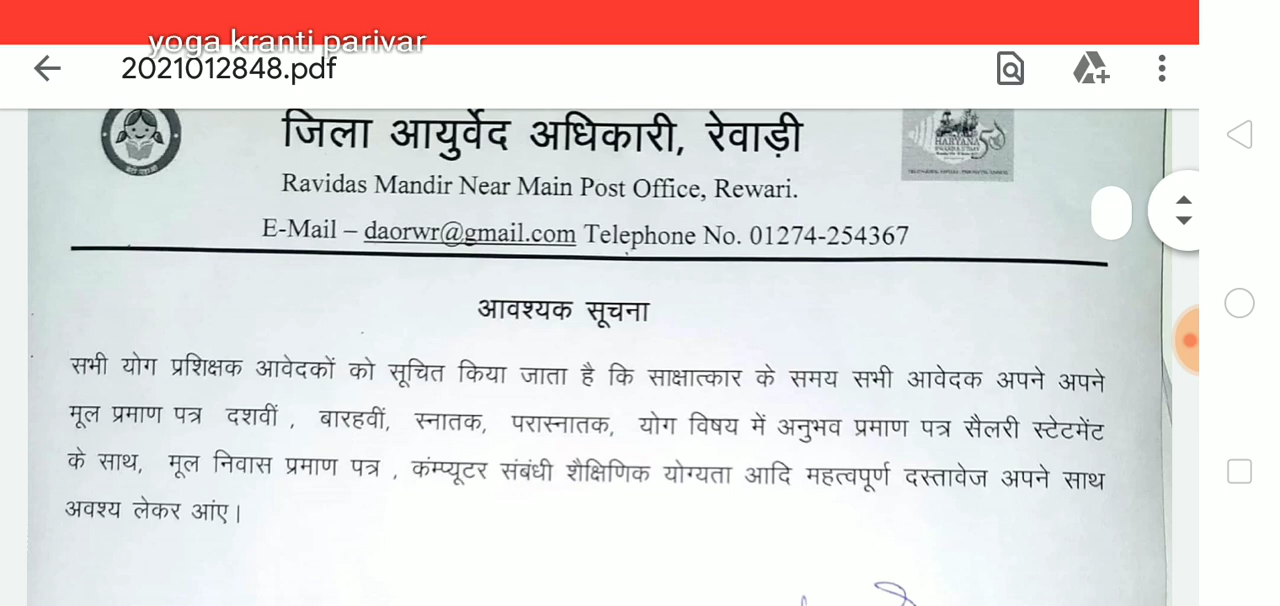 yoga kranti parivar
2021012848.pdf
जिला आयुर्वेद अधिकारी, रेवाड़ी
Ravidas Mandir Near Main Post Office, Rewari.
E-Mail – daorwr@gmail.com Telephone No. 01274-254367
आवश्यक सूचना
सभी योग प्रशिक्षक आवेदकों को सूचित किया जाता है कि साक्षात्कार के समय सभी आवेदक अपने अपने
मूल प्रमाण पत्र दशवीं , बारहवीं, स्नातक, परास्नातक, योग विषय में अनुभव प्रमाण पत्र सैलरी स्टेटमेंट
के साथ, मूल निवास प्रमाण पत्र , कंम्प्यूटर संबंधी शैक्षिणिक योग्यता आदि महत्वपूर्ण दस्तावेज अपने साथ
अवश्य लेकर आंए।
HARYANA